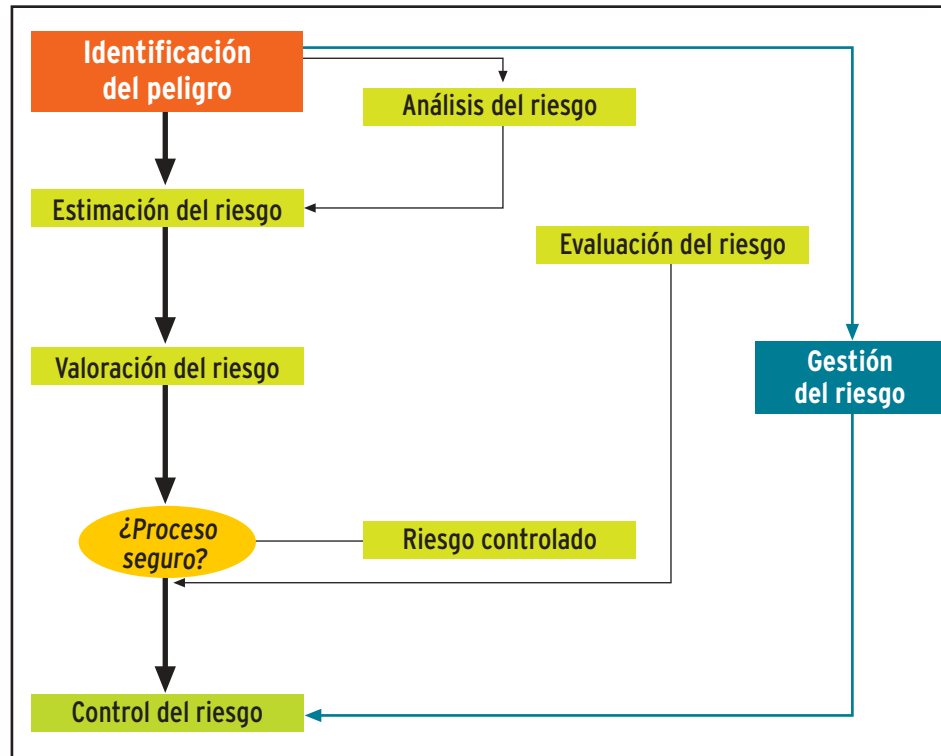 Identificación
del peligro
Análisis del riesgo
Estimación del riesgo
Evaluación del riesgo
Valoración del riesgo
Gestión
del riesgo
¿Proceso
seguro?
Riesgo controlado
Control del riesgo